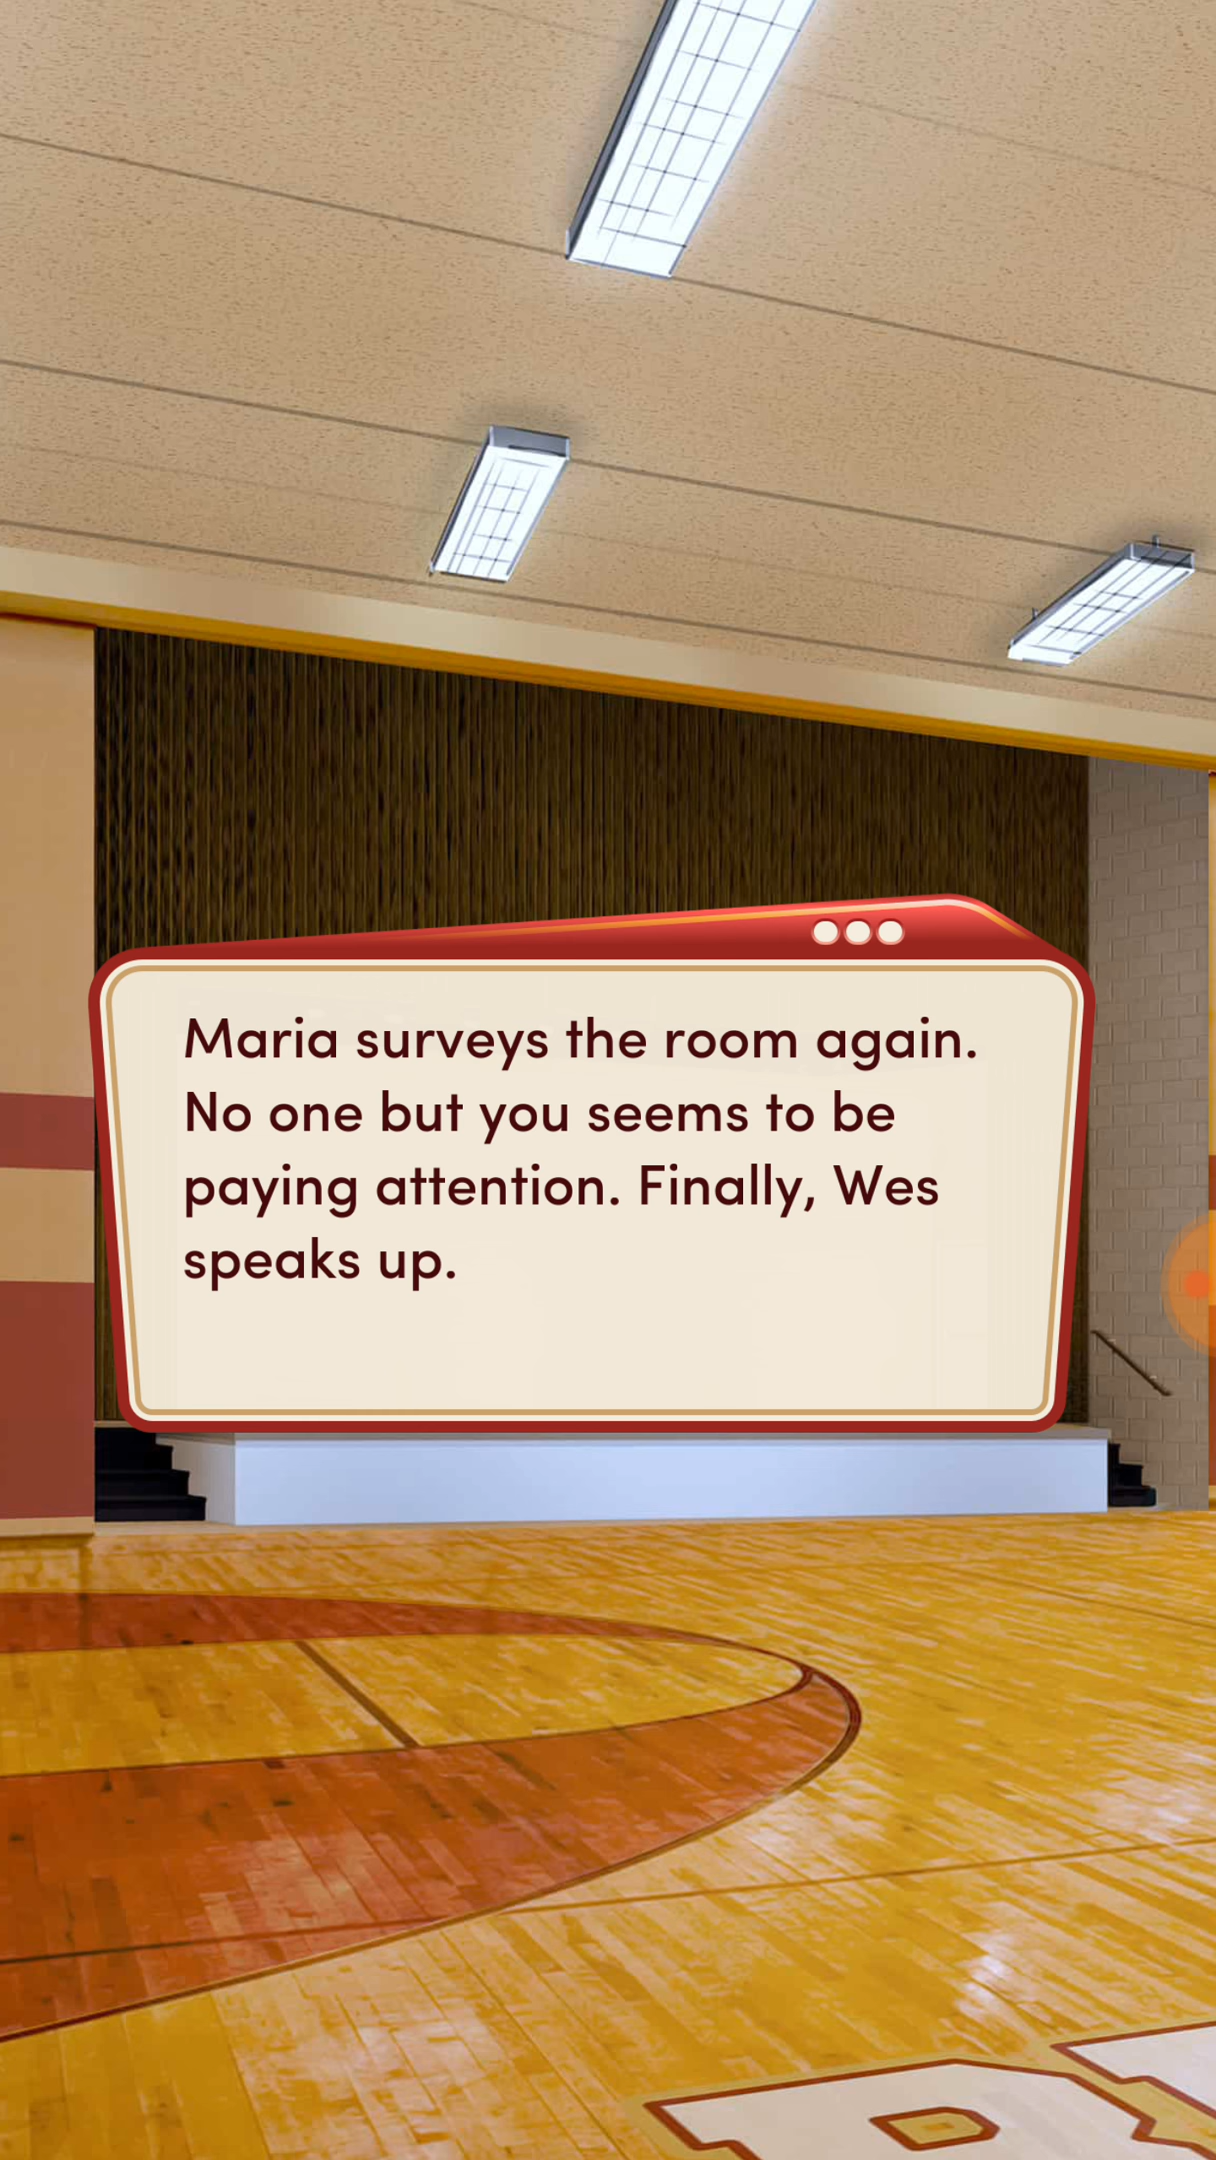 Maria surveys the room again.
No one but you seems to be
paying attention. Finally, Wes
speaks up.